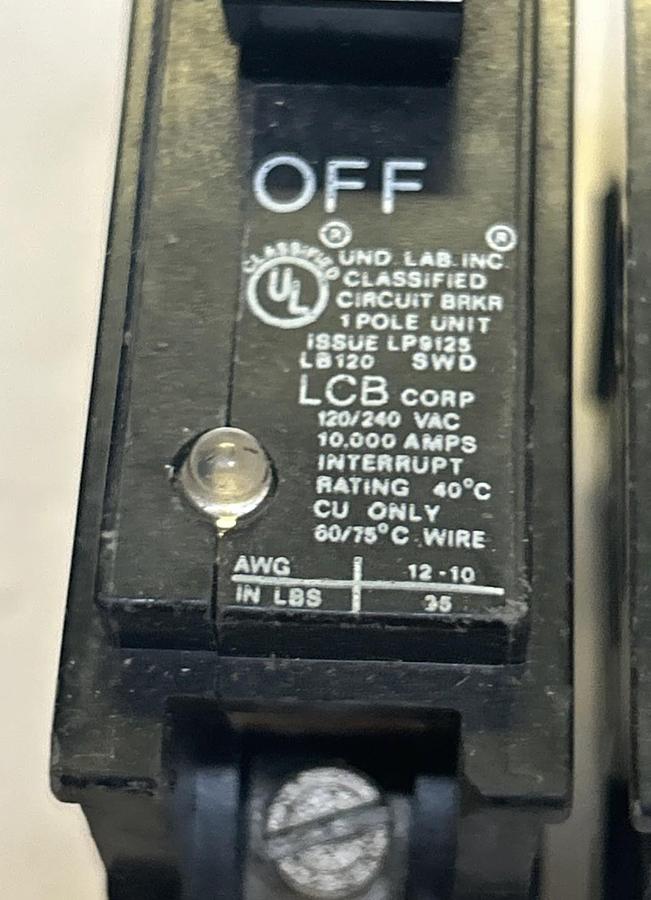 OFF
® ®
CLASSIFIED
UL
UND. LAB. INC.
CLASSIFIED
CIRCUIT BRKR
1 POLE UNIT
ISSUE LP9125
LB120 SWD
LCB CORP
120/240 VAC
10,000 AMPS
INTERRUPT
RATING 40°C
CU ONLY
60/75°C WIRE
AWG 12-10
IN LBS 35